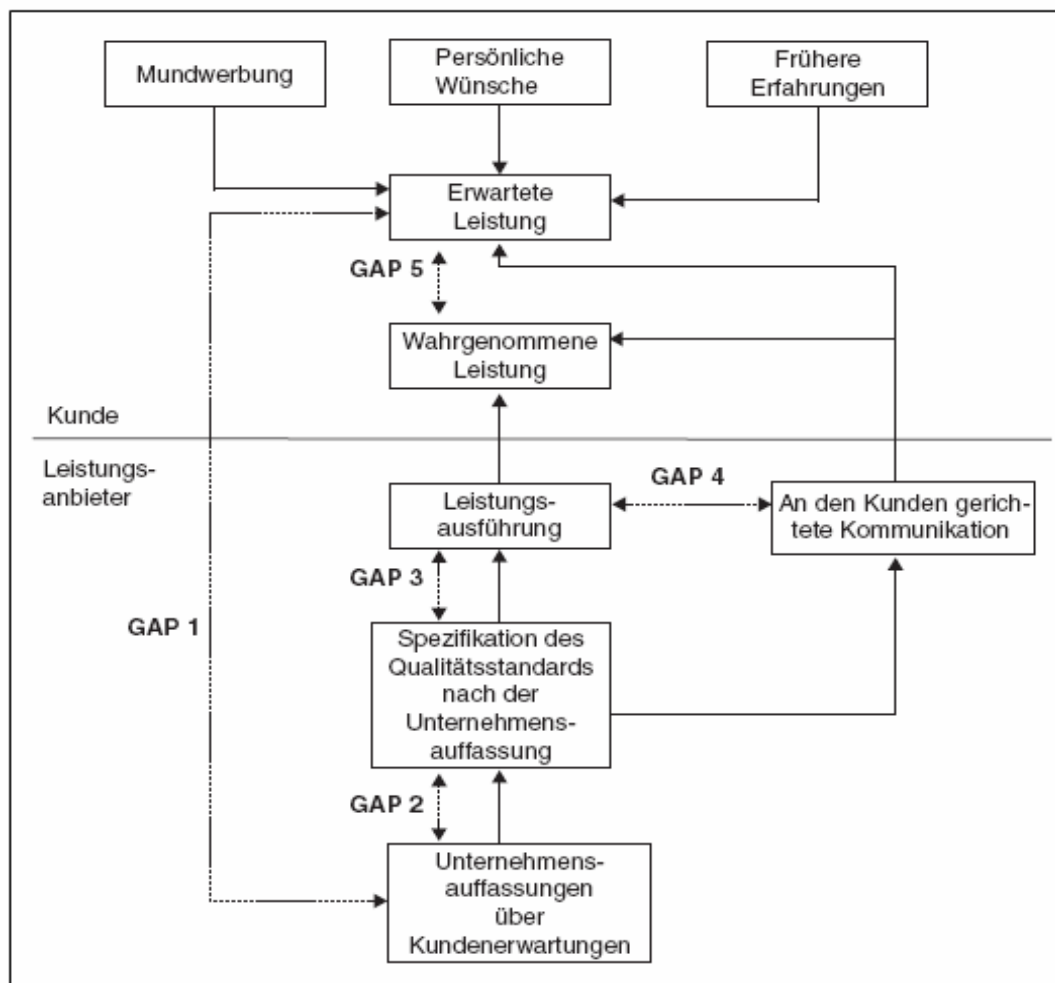 Mundwerbung
Persönliche
Wünsche
Frühere
Erfahrungen
Erwartete
Leistung
GAP 5
Wahrgenommene
Leistung
Kunde
Leistungs-
anbieter
GAP 4
Leistungs-
ausführung
An den Kunden gerich-
tete Kommunikation
GAP 3
GAP 1
Spezifikation des
Qualitätsstandards
nach der
Unternehmens-
auffassung
GAP 2
Unternehmens-
auffassungen
über
Kundenerwartungen